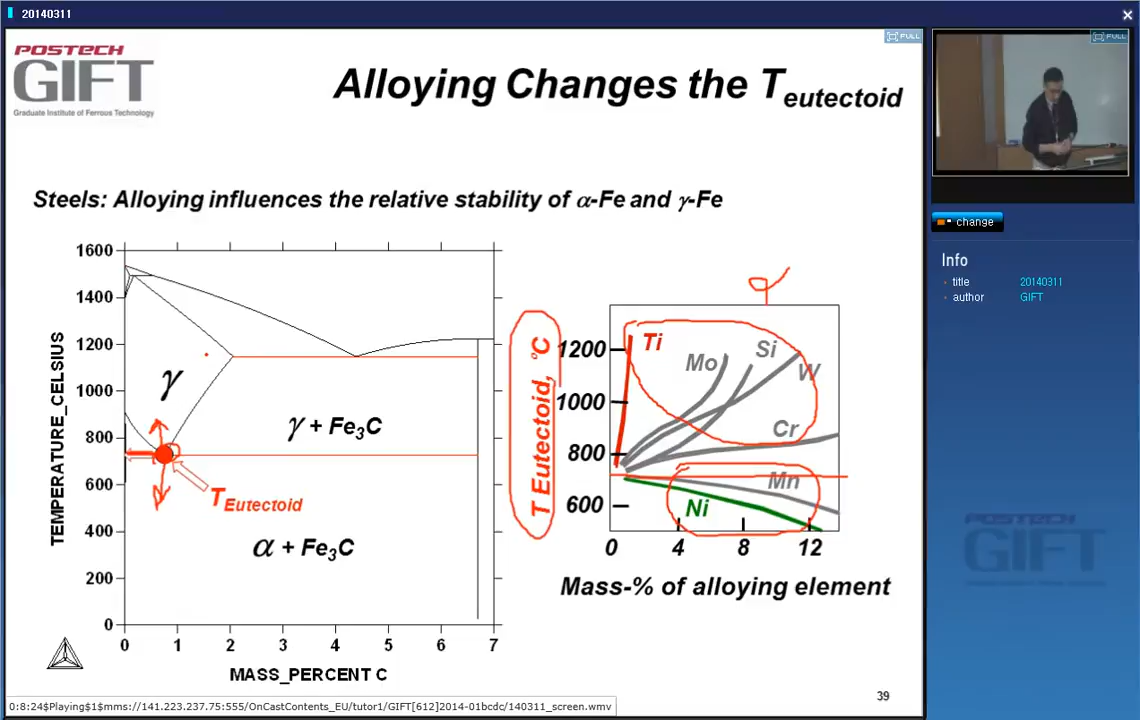 20140311
POSTECH
GIFT
Graduate Institute of Ferrous Technology
FULL
FULL
Alloying Changes the Teutectoid
Steels: Alloying influences the relative stability of α-Fe and γ-Fe
change
Info
title 20140311
author GIFT
TEMPERATURE_CELSIUS
1600
1400
1200
1000
800
600
400
200
0
γ
γ + Fe3C
TEutectoid
α + Fe3C
0 1 2 3 4 5 6 7
MASS_PERCENT C
α
T Eutectoid, °C
1200
1000
800
600
Ti
Mo
Si
W
Cr
Mn
Ni
0 4 8 12
Mass-% of alloying element
POSTECH
GIFT
39
0:8:24$Playing$1$mms://141.223.237.75:555/OnCastContents_EU/tutor1/GIFT[612]2014-01bcdc/140311_screen.wmv